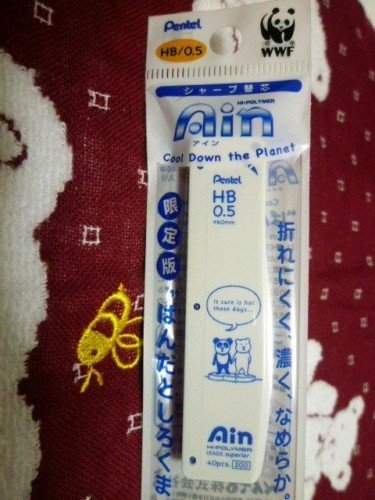 Pentel
HB/0.5
WWF
シャープ替芯
HI-POLYMER
Ain
アイン
Cool Down the Planet
限定版
"ぱんだとしろくま
折れにくく、濃く、なめらか
Pentel
HB
0.5
×60mm
It sure is hot
these days...
Ain
HI-POLYMER
LEADS superior
40pcs. 200